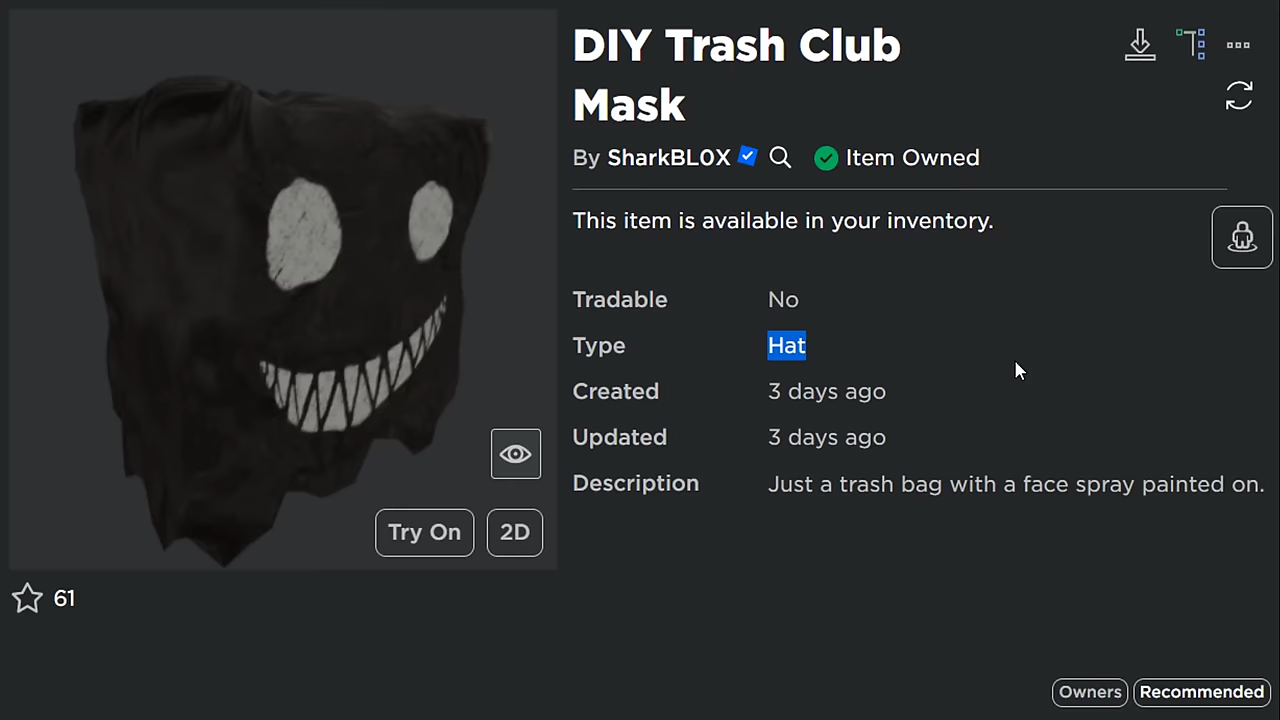 DIY Trash Club
Mask
By SharkBL0X Item Owned
This item is available in your inventory.
Tradable No
Type Hat
Created 3 days ago
Updated 3 days ago
Description Just a trash bag with a face spray painted on.
Try On 2D
61
Owners Recommended